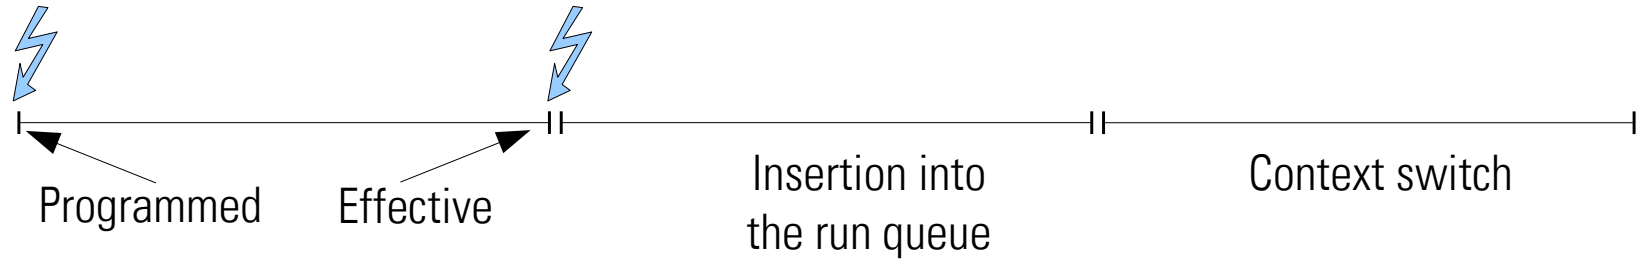 Programmed
Effective
Insertion into
the run queue
Context switch